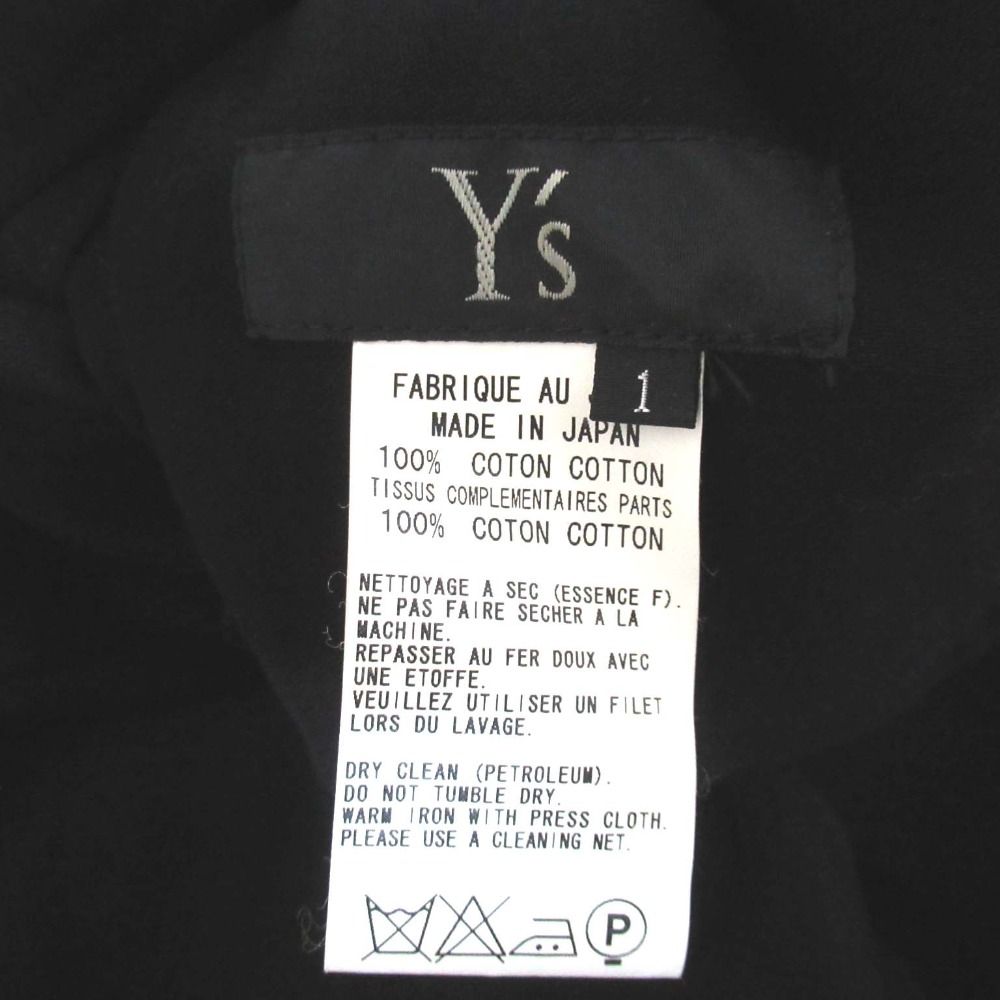 Y's
1
FABRIQUE AU
MADE IN JAPAN
100% COTON COTTON
TISSUS COMPLEMENTAIRES PARTS
100% COTON COTTON
NETTOYAGE A SEC (ESSENCE F).
NE PAS FAIRE SECHER A LA
MACHINE.
REPASSER AU FER DOUX AVEC
UNE ETOFFE.
VEUILLEZ UTILISER UN FILET
LORS DU LAVAGE.
DRY CLEAN (PETROLEUM).
DO NOT TUMBLE DRY.
WARM IRON WITH PRESS CLOTH.
PLEASE USE A CLEANING NET.
P